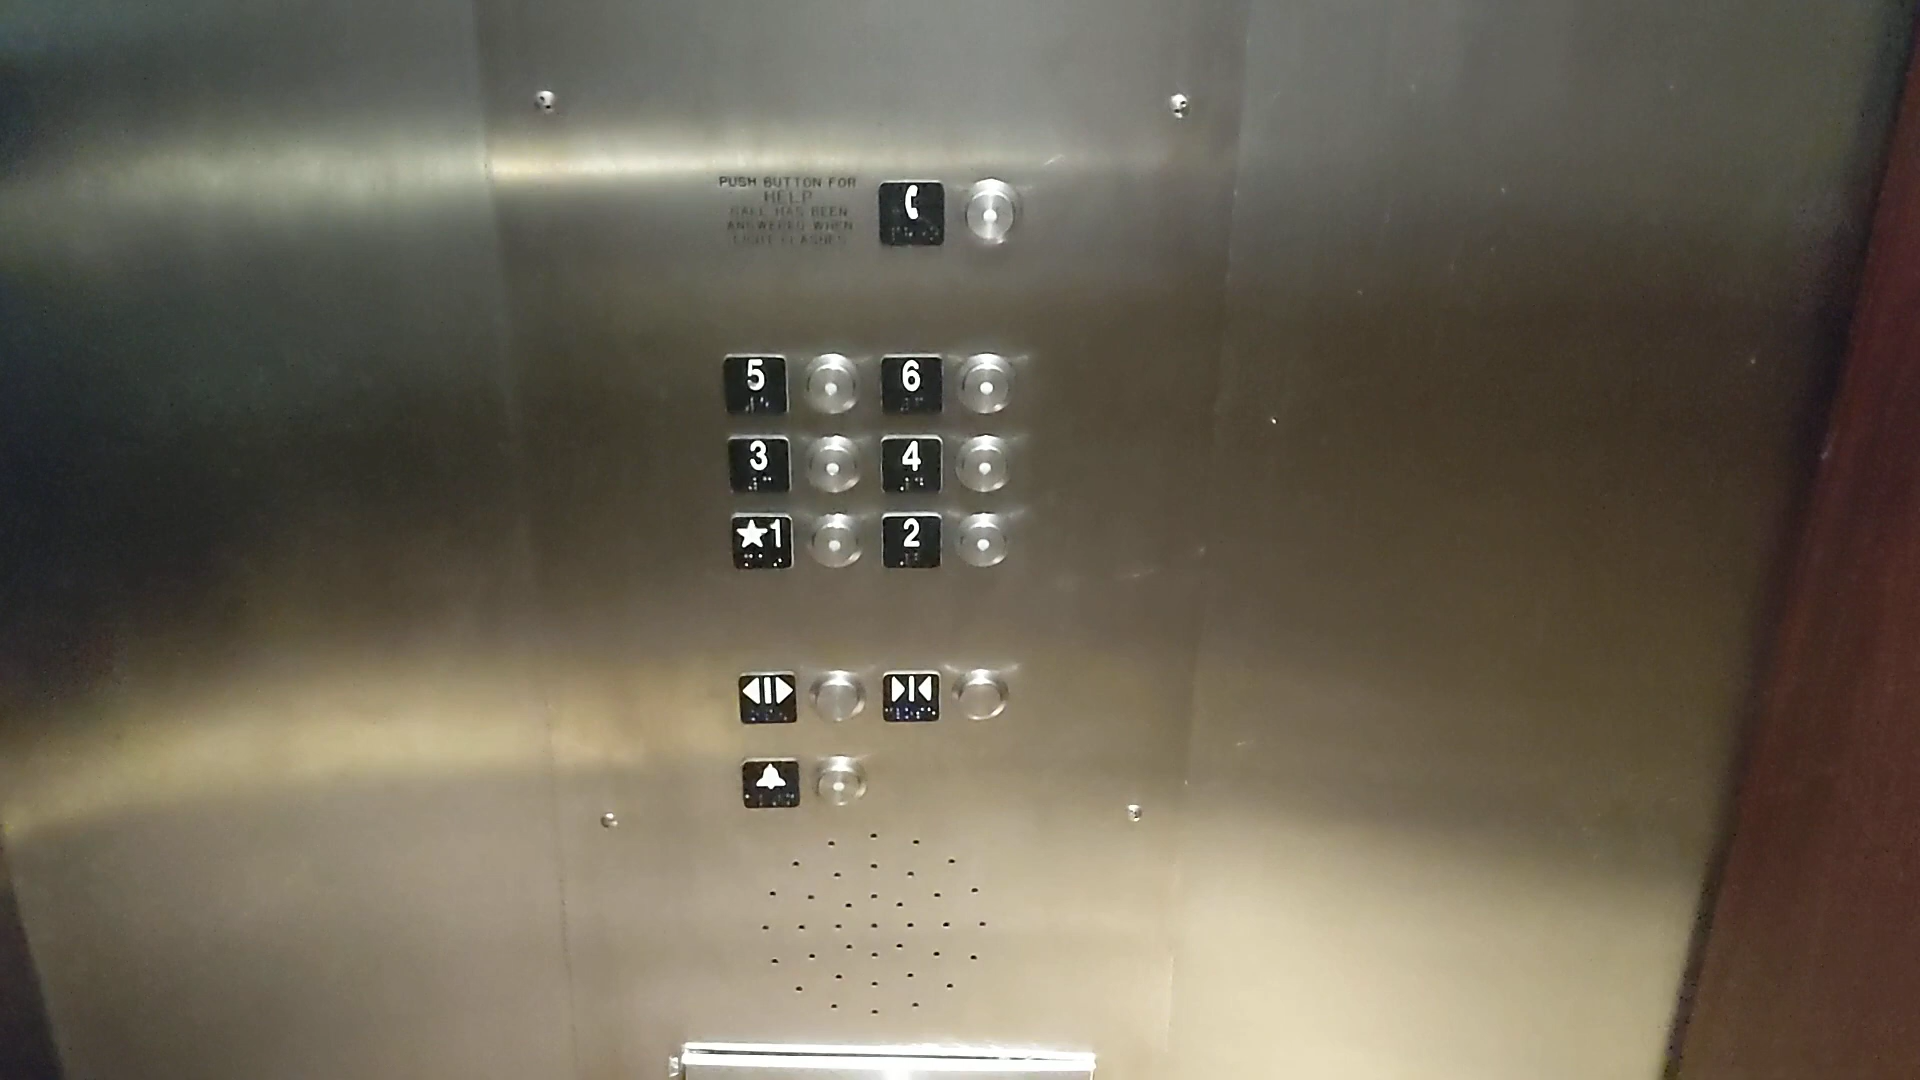 PUSH BUTTON FOR
HELP
CALL HAS BEEN
ANSWERED WHEN
LIGHT FLASHES
5 6
3 4
★1 2